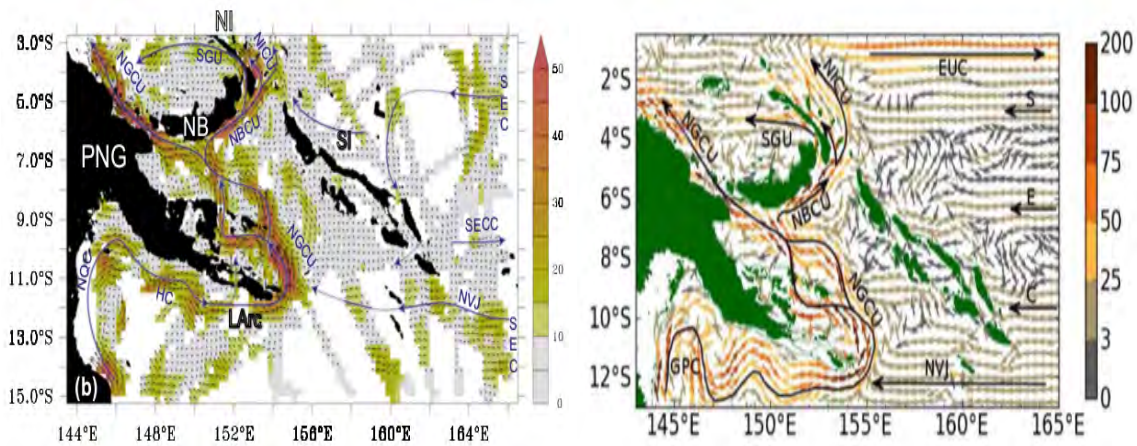 NI
3.0°S
SGU
NICU
NGCU
5.0°S
NB
NBCU
S
E
C
PNG
7.0°S
SI
9.0°S
NGCU
SECC
NQC
11.0°S
HC
NVJ
LArc
S
E
C
13.0°S
(b)
15.0°S
144°E 148°E 152°E 156°E 160°E 164°E
50
40
30
20
10
0
EUC
2°S
NICU
S
NGCU
SGU
4°S
6°S
NBCU
E
8°S
NGCU
C
10°S
GPC
NVJ
12°S
145°E 150°E 155°E 160°E 165°E
200
100
75
50
25
3
0